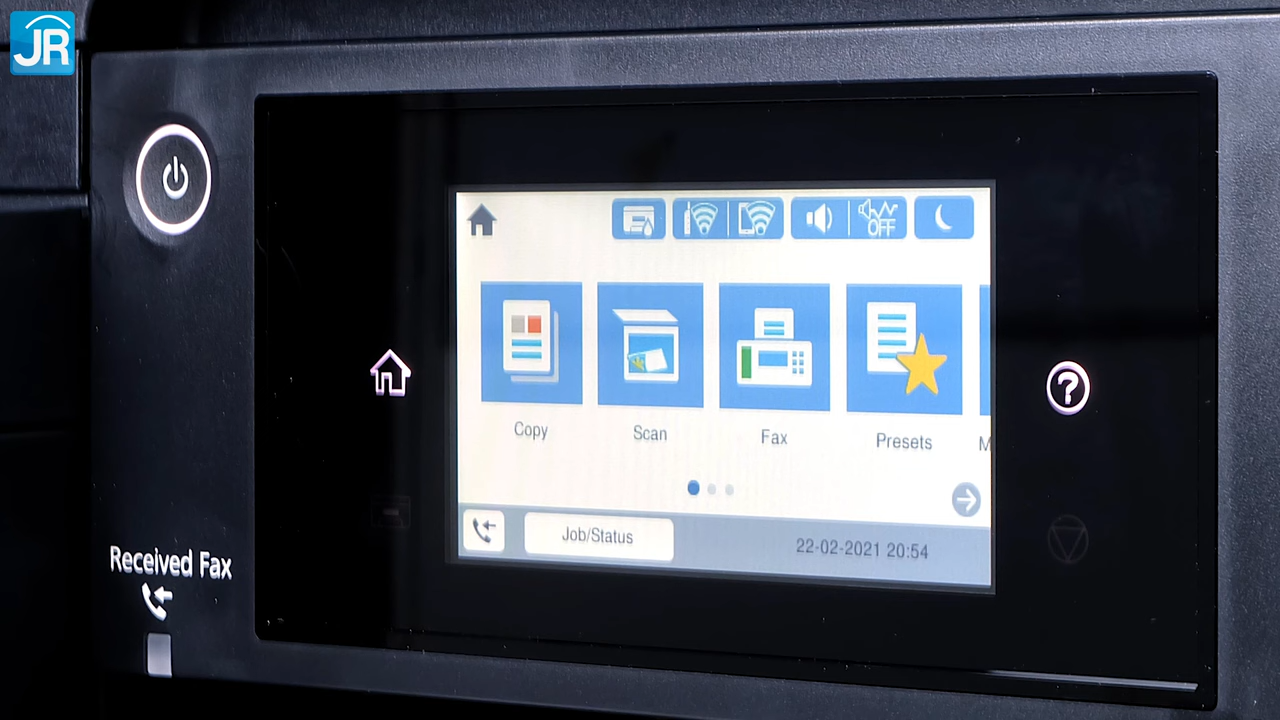 JR
OFF
Copy
Scan
Fax
Presets
M
Job/Status
22-02-2021 20:54
Received Fax